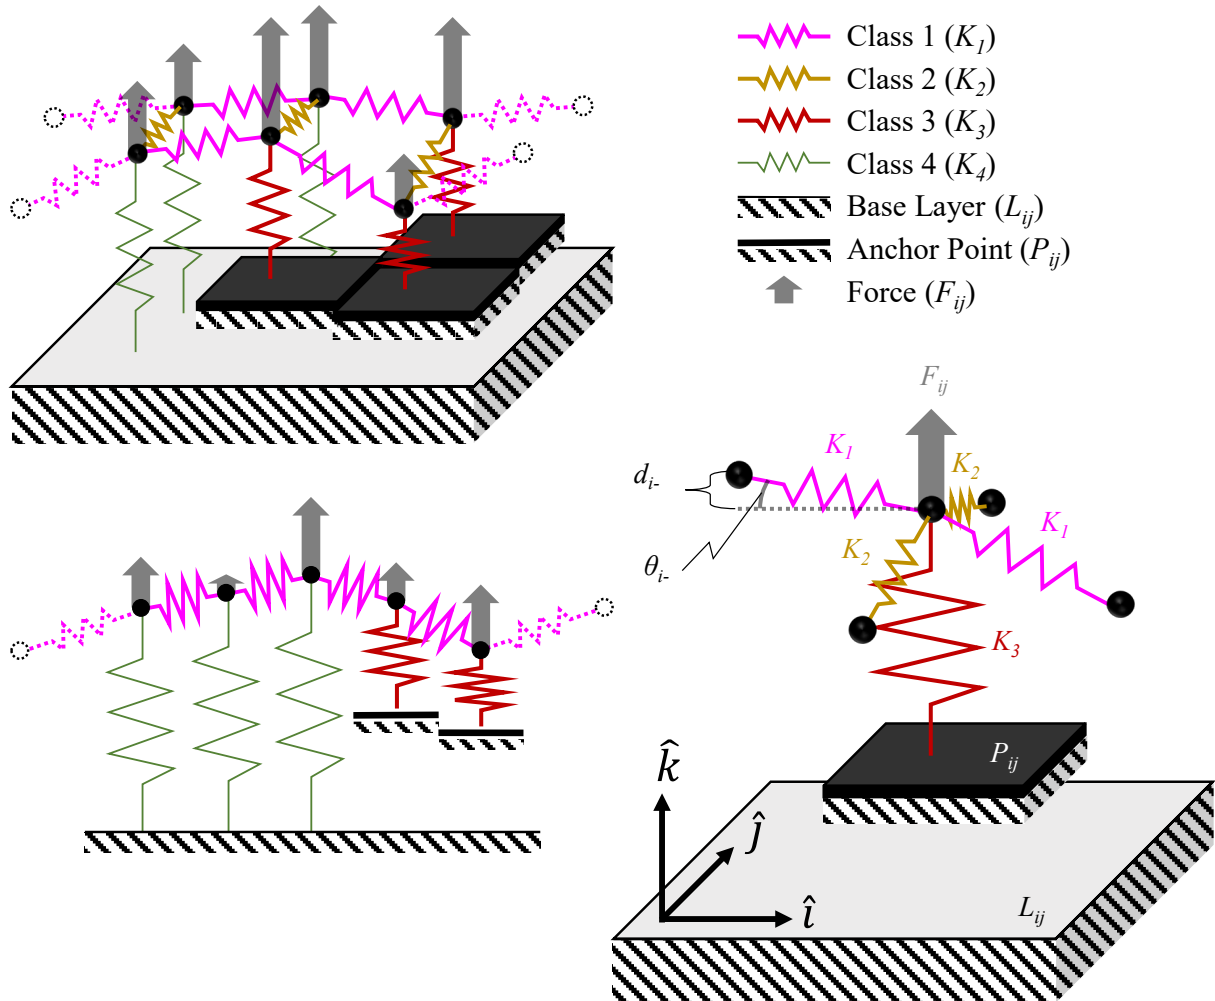 Class 1 (K₁)
Class 2 (K₂)
Class 3 (K₃)
Class 4 (K₄)
Base Layer (Lᵢⱼ)
Anchor Point (Pᵢⱼ)
Force (Fᵢⱼ)
Fᵢⱼ
K₁
K₂
dᵢ₋
K₁
K₂
θᵢ₋
K₃
Pᵢⱼ
k̂
ĵ
î
Lᵢⱼ